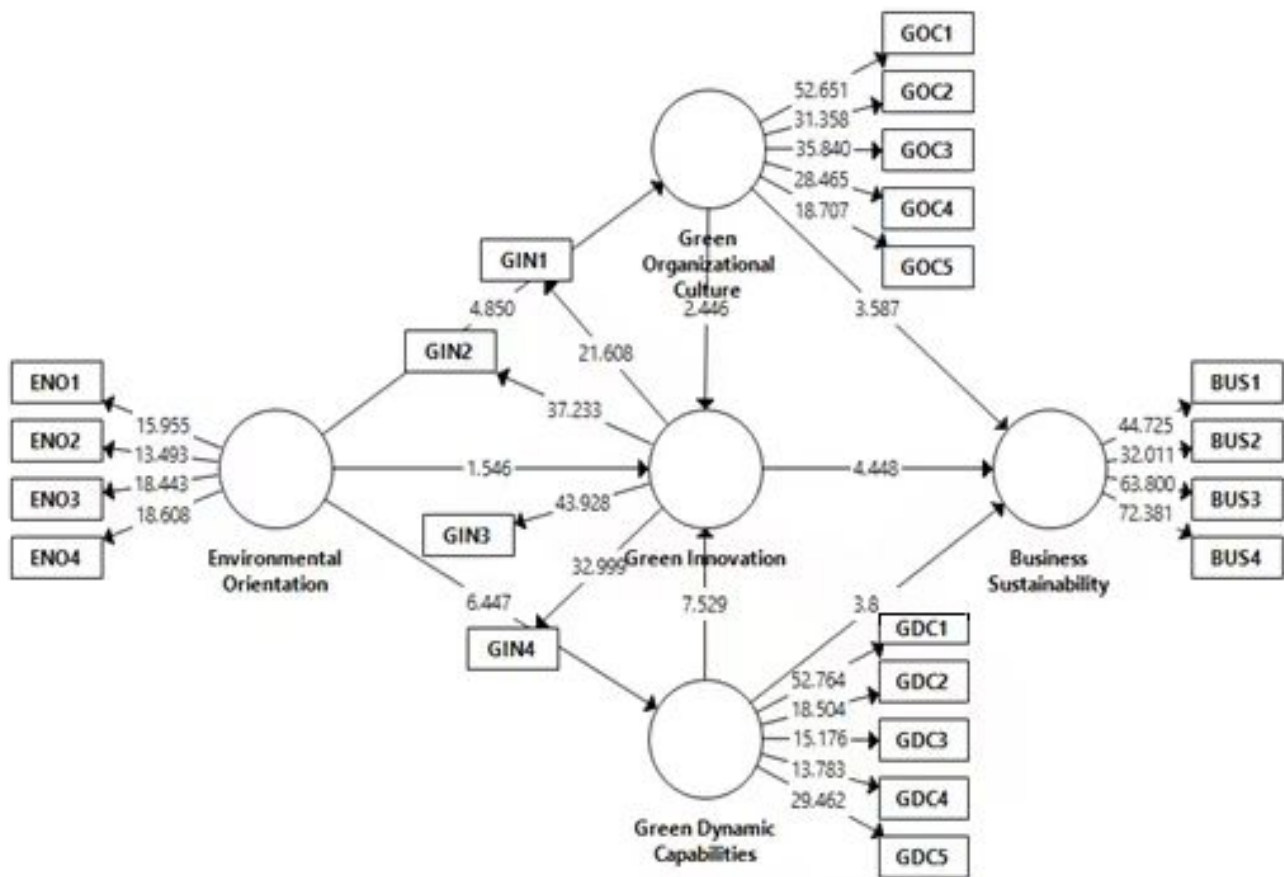 GOC1
52.651
GOC2
31.358
GOC3
35.840
28.465
GOC4
18.707
GOC5
Green
Organizational
Culture
GIN1
4.850
2.446
3.587
GIN2
21.608
37.233
ENO1
15.955
ENO2
13.493
ENO3
18.443
ENO4
18.608
Environmental
Orientation
1.546
43.928
GIN3
32.999
Green Innovation
4.448
BUS1
44.725
BUS2
32.011
BUS3
63.800
72.381
BUS4
Business
Sustainability
6.447
GIN4
7.529
3.8
GDC1
52.764
GDC2
18.504
GDC3
15.176
13.783
GDC4
29.462
GDC5
Green Dynamic
Capabilities